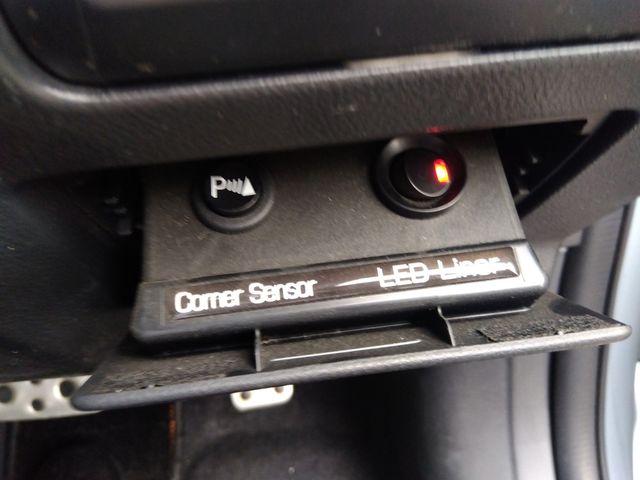 P
Corner Sensor LED Liner